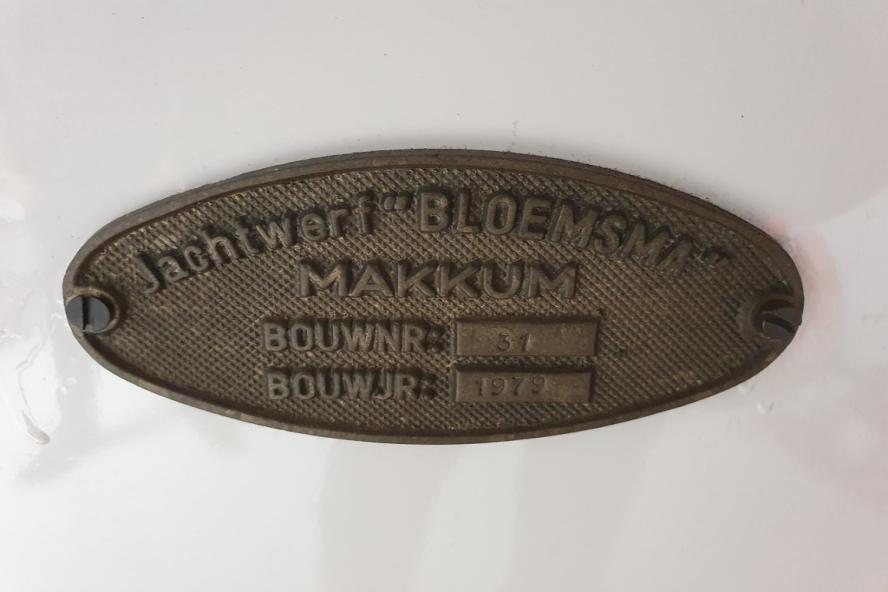 Jachtwerf "BLOEMSMA"
MAKKUM
BOUWNR: 31
BOUWJR: 1979